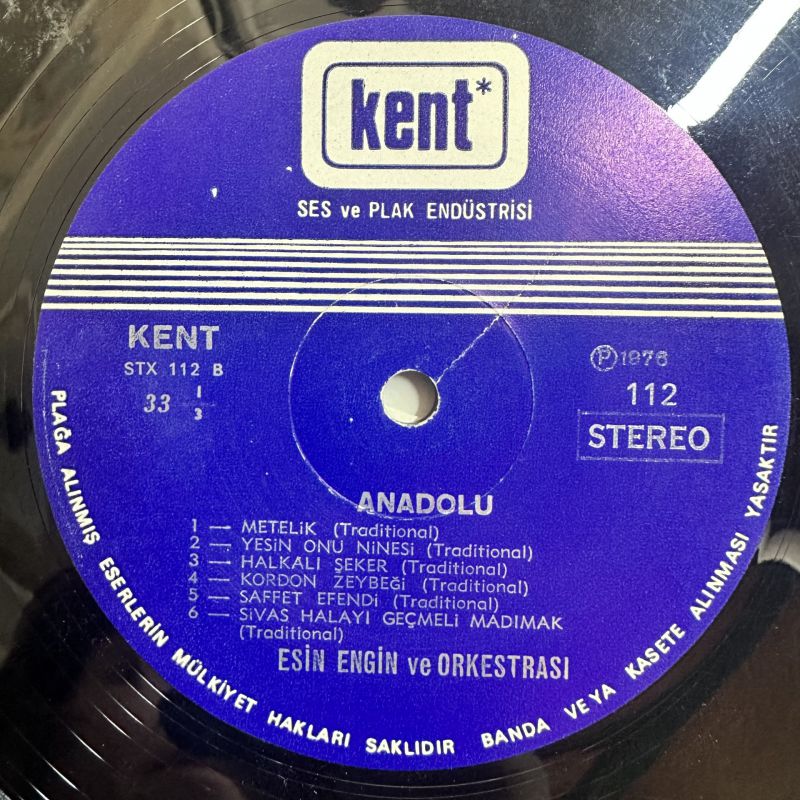 kent*
SES ve PLAK ENDÜSTRİSİ
KENT
STX 112 B
33 1/3
Ⓟ 1976
112
STEREO
ANADOLU
1 — METELİK (Traditional)
2 — YESİN ONU NİNESİ (Traditional)
3 — HALKALI ŞEKER (Traditional)
4 — KORDON ZEYBEĞİ (Traditional)
5 — SAFFET EFENDİ (Traditional)
6 — SİVAS HALAYI GEÇMELİ MADIMAK
(Traditional)
ESİN ENGİN ve ORKESTRASI
PLAĞA ALINMIŞ ESERLERİN MÜLKİYET HAKLARI SAKLIDIR BANDA VEYA KASETE ALINMASI YASAKTIR